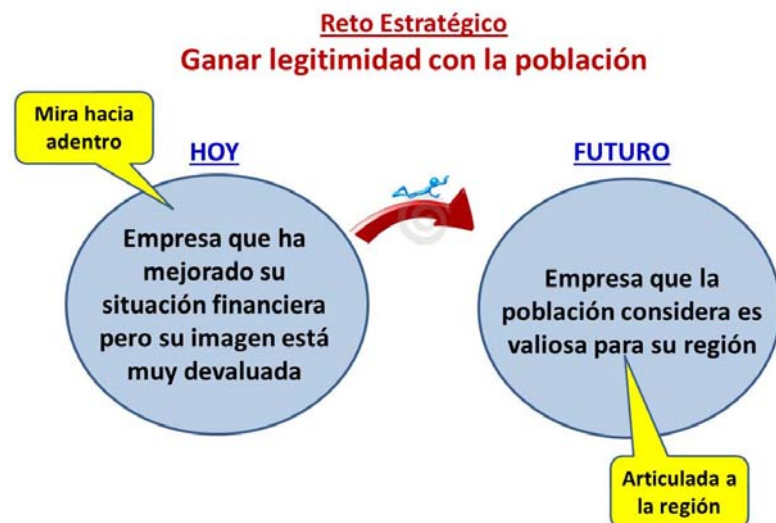 Reto Estratégico
Ganar legitimidad con la población
Mira hacia
adentro
HOY
Empresa que ha
mejorado su
situación financiera
pero su imagen está
muy devaluada
FUTURO
Empresa que la
población considera es
valiosa para su región
Articulada a
la región